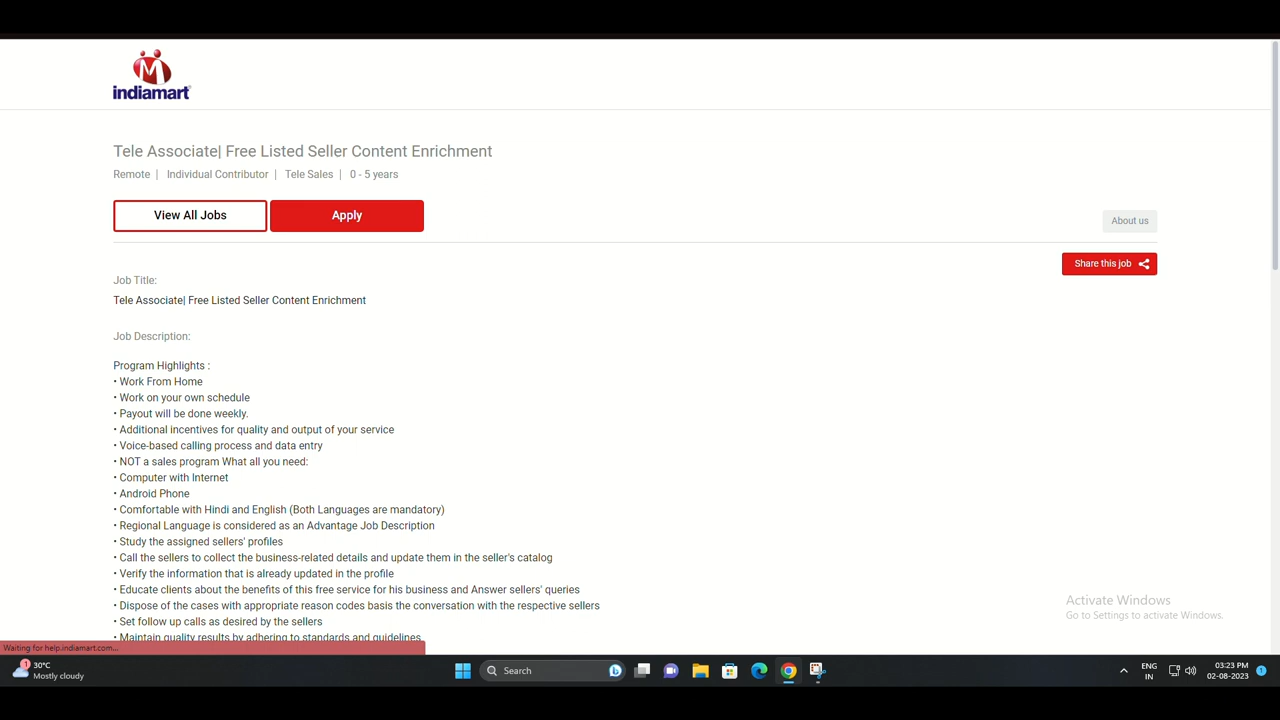 indiamart
Tele Associate| Free Listed Seller Content Enrichment
Remote | Individual Contributor | Tele Sales | 0 - 5 years
View All Jobs
Apply
About us
Share this job
Job Title:
Tele Associate| Free Listed Seller Content Enrichment
Job Description:
Program Highlights :
• Work From Home
• Work on your own schedule
• Payout will be done weekly.
• Additional incentives for quality and output of your service
• Voice-based calling process and data entry
• NOT a sales program What all you need:
• Computer with Internet
• Android Phone
• Comfortable with Hindi and English (Both Languages are mandatory)
• Regional Language is considered as an Advantage Job Description
• Study the assigned sellers' profiles
• Call the sellers to collect the business-related details and update them in the seller's catalog
• Verify the information that is already updated in the profile
• Educate clients about the benefits of this free service for his business and Answer sellers' queries
• Dispose of the cases with appropriate reason codes basis the conversation with the respective sellers
• Set follow up calls as desired by the sellers
• Maintain quality results by adhering to standards and guidelines
Activate Windows
Go to Settings to activate Windows.
Waiting for help.indiamart.com...
1
30°C
Mostly cloudy
Search
ENG
IN
03:23 PM
02-08-2023
1